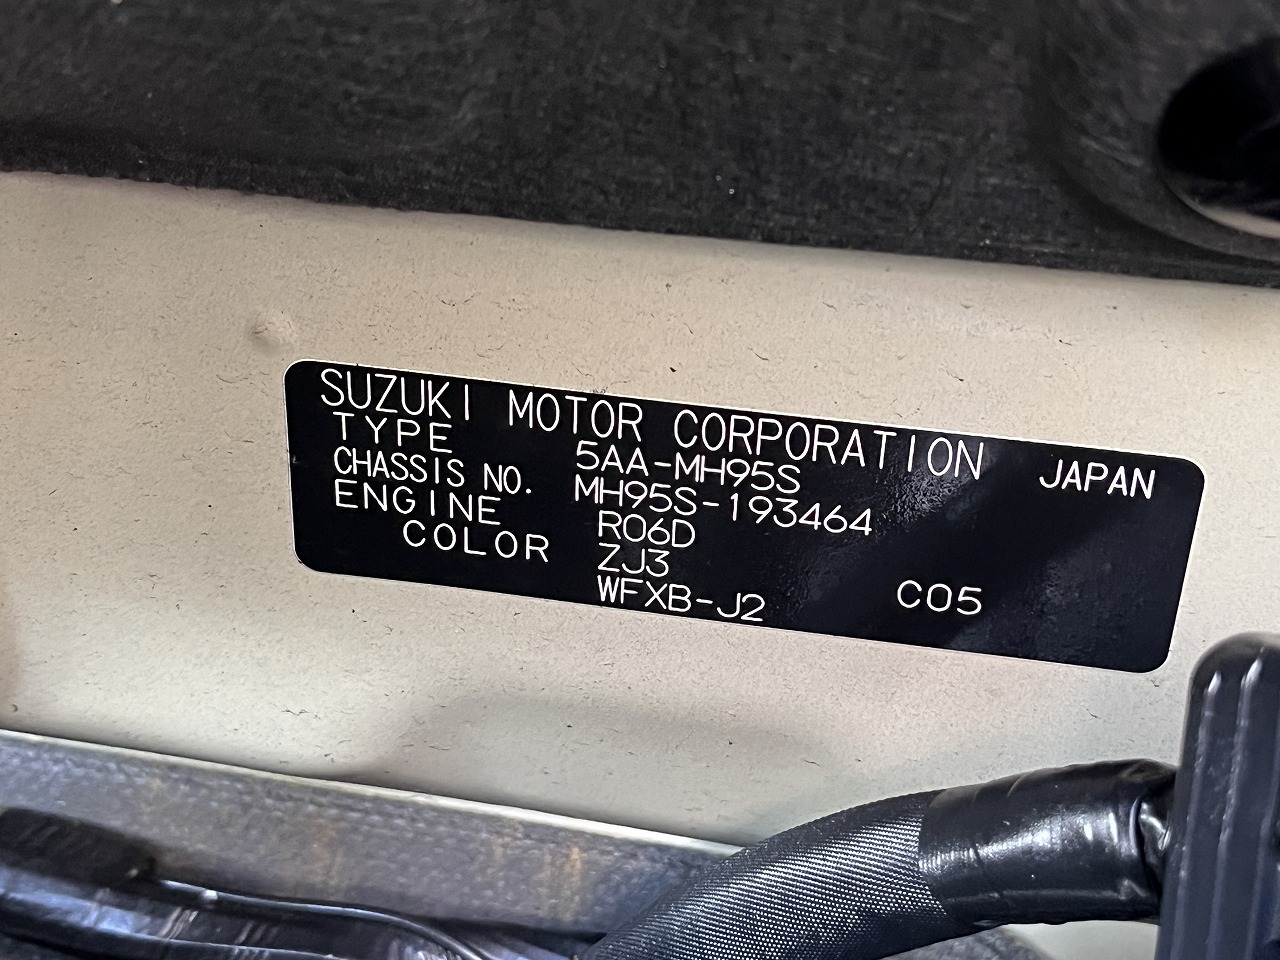 SUZUKI MOTOR CORPORATION JAPAN
TYPE 5AA-MH95S
CHASSIS NO. MH95S-193464
ENGINE R06D
COLOR ZJ3
WFXB-J2 C05